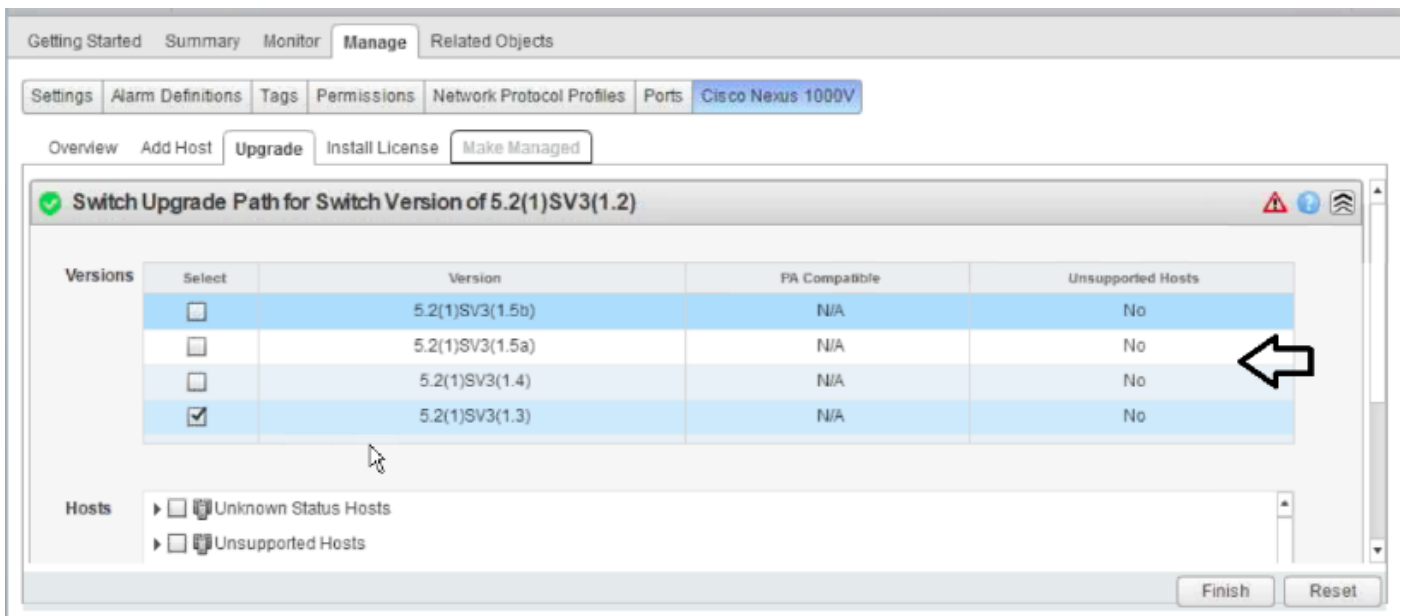 Getting Started Summary Monitor Manage Related Objects
Settings Alarm Definitions Tags Permissions Network Protocol Profiles Ports Cisco Nexus 1000V
Overview Add Host Upgrade Install License Make Managed
Switch Upgrade Path for Switch Version of 5.2(1)SV3(1.2)
Versions Select Version PA Compatible Unsupported Hosts
5.2(1)SV3(1.5b) N/A No
5.2(1)SV3(1.5a) N/A No
5.2(1)SV3(1.4) N/A No
5.2(1)SV3(1.3) N/A No
Hosts Unknown Status Hosts
Unsupported Hosts
Finish Reset